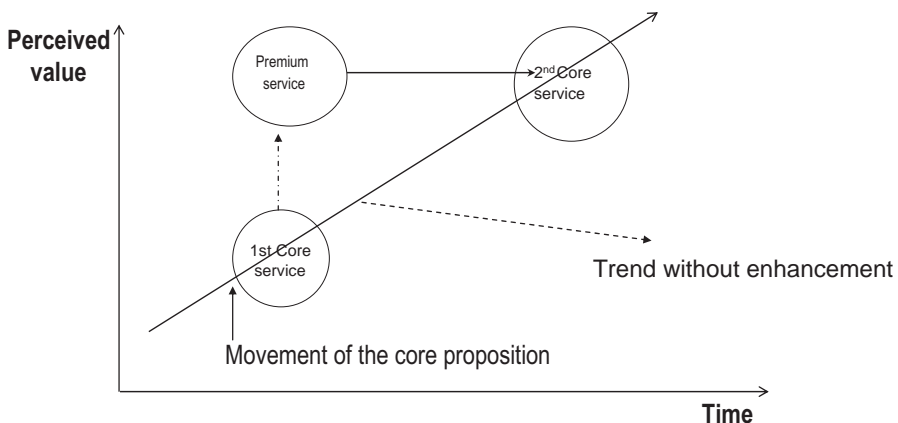 Perceived
value
Premium
service
2nd Core
service
1st Core
service
Trend without enhancement
Movement of the core proposition
Time